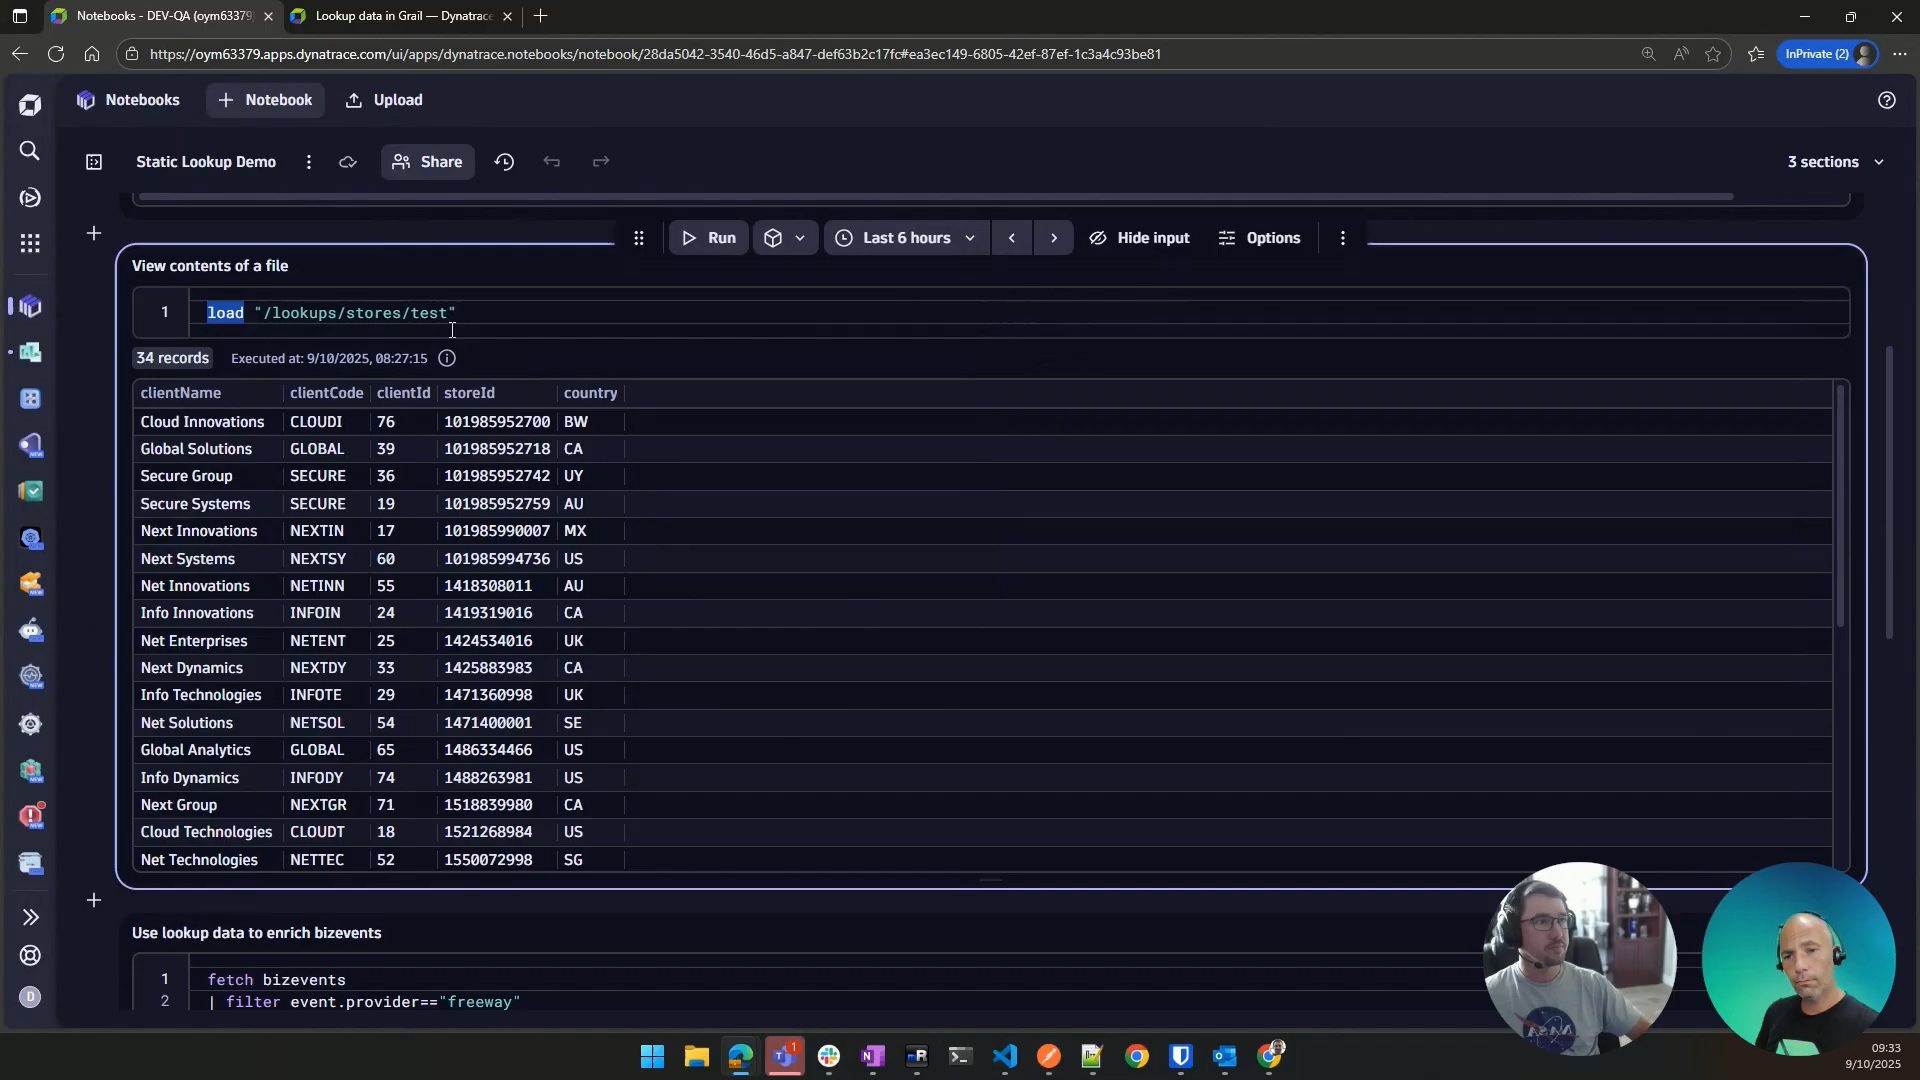 Notebooks - DEV-QA (oym63379)
Lookup data in Grail — Dynatrace
https://oym63379.apps.dynatrace.com/ui/apps/dynatrace.notebooks/notebook/28da5042-3540-46d5-a847-def63b2c17fc#ea3ec149-6805-42ef-87ef-1c3a4c93be81
InPrivate (2)
Notebooks
Notebook
Upload
Static Lookup Demo
Share
3 sections
Run
Last 6 hours
Hide input
Options
View contents of a file
1 load "/lookups/stores/test"
34 records Executed at: 9/10/2025, 08:27:15
clientName clientCode clientId storeId country
Cloud Innovations CLOUDI 76 101985952700 BW
Global Solutions GLOBAL 39 101985952718 CA
Secure Group SECURE 36 101985952742 UY
Secure Systems SECURE 19 101985952759 AU
Next Innovations NEXTIN 17 101985990007 MX
Next Systems NEXTSY 60 101985994736 US
Net Innovations NETINN 55 1418308011 AU
Info Innovations INFOIN 24 1419319016 CA
Net Enterprises NETENT 25 1424534016 UK
Next Dynamics NEXTDY 33 1425883983 CA
Info Technologies INFOTE 29 1471360998 UK
Net Solutions NETSOL 54 1471400001 SE
Global Analytics GLOBAL 65 1486334466 US
Info Dynamics INFODY 74 1488263981 US
Next Group NEXTGR 71 1518839980 CA
Cloud Technologies CLOUDT 18 1521268984 US
Net Technologies NETTEC 52 1550072998 SG
Use lookup data to enrich bizevents
1 fetch bizevents
2 | filter event.provider=="freeway"
D
1
09:33
9/10/2025